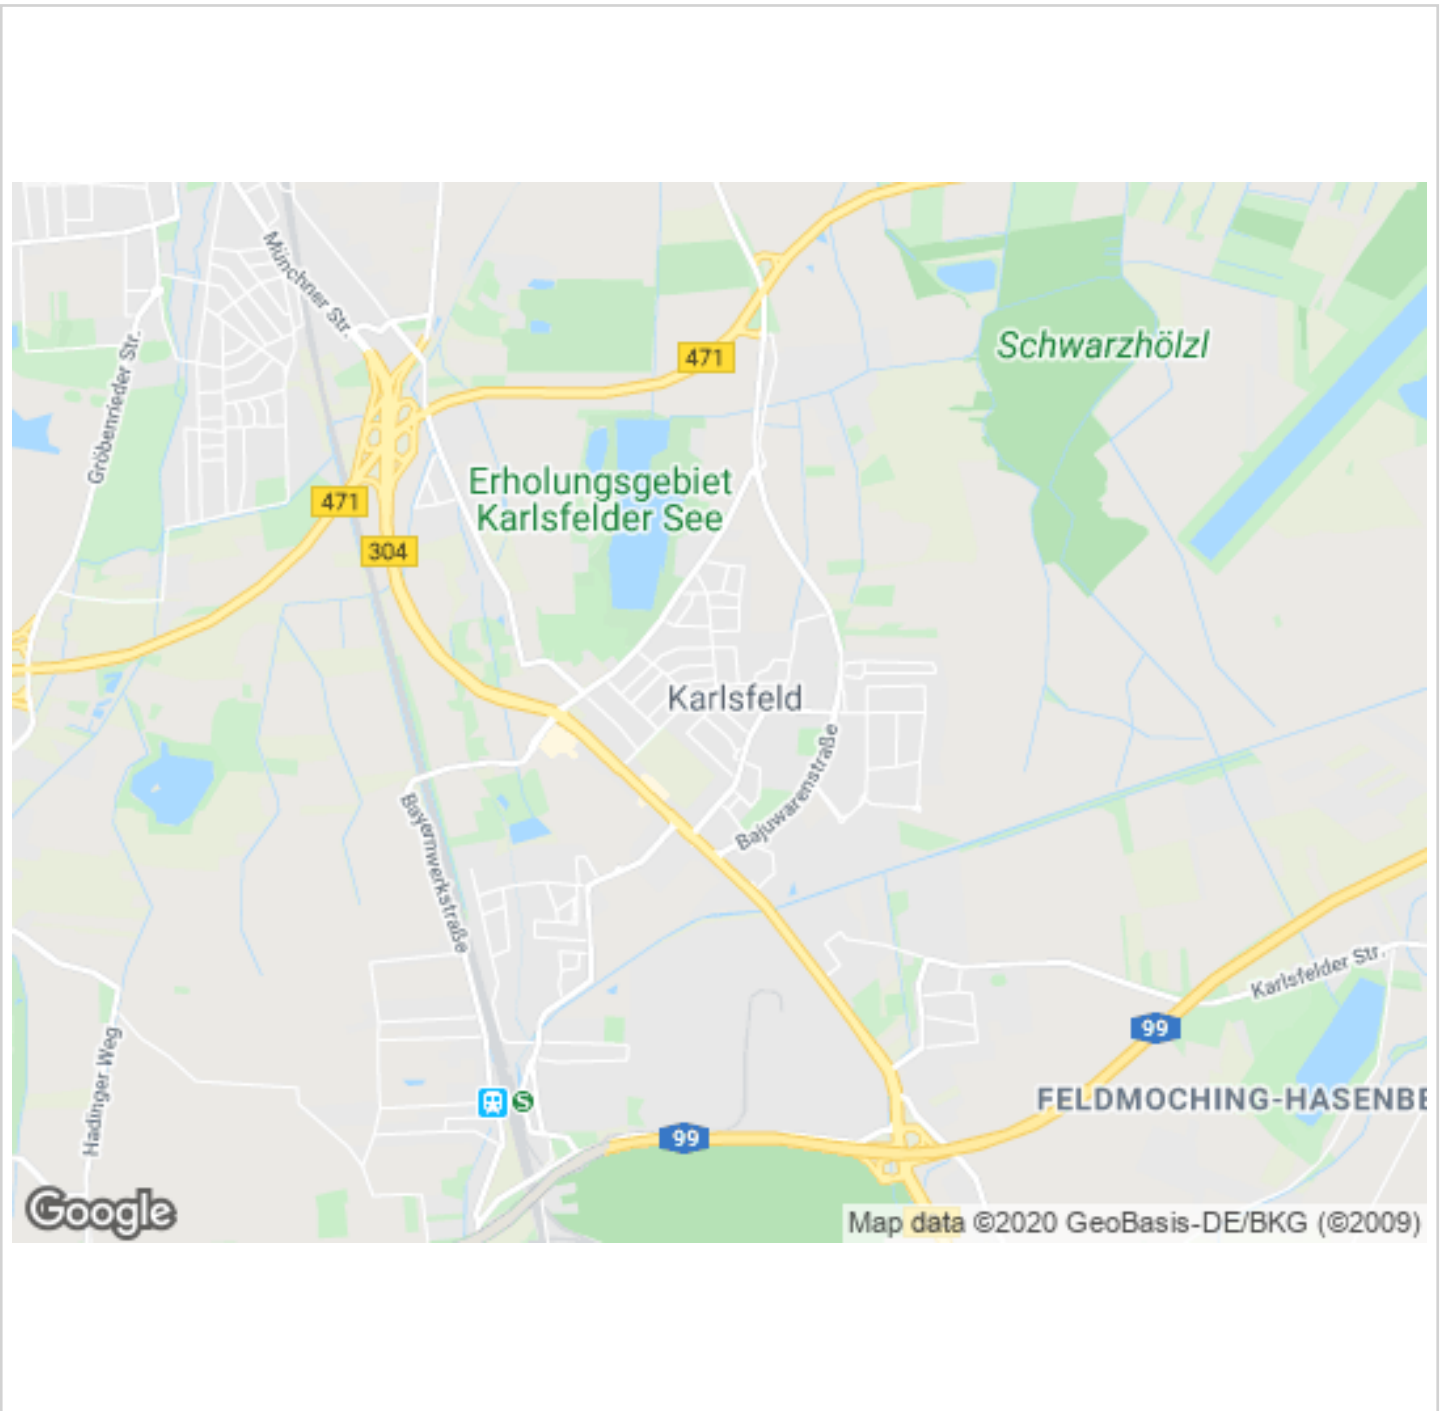 Münchner Str.
Schwarzhölzl
471
Gröbenrieder Str.
Erholungsgebiet
Karlsfelder See
471
304
Karlsfeld
Bajuwarenstraße
Bayernwerkstraße
Karlsfelder Str.
99
Hadinger Weg
S
FELDMOCHING-HASENBE
99
Google
Map data ©2020 GeoBasis-DE/BKG (©2009)